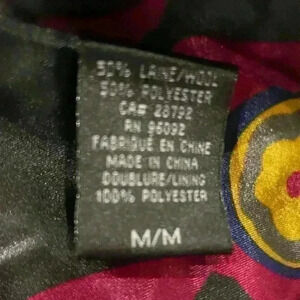 50% LAINE/WOOL
50% POLYESTER
CA# 28792
RN 96092
FABRIQUÉ EN CHINE
MADE IN CHINA
DOUBLURE/LINING
100% POLYESTER
M/M